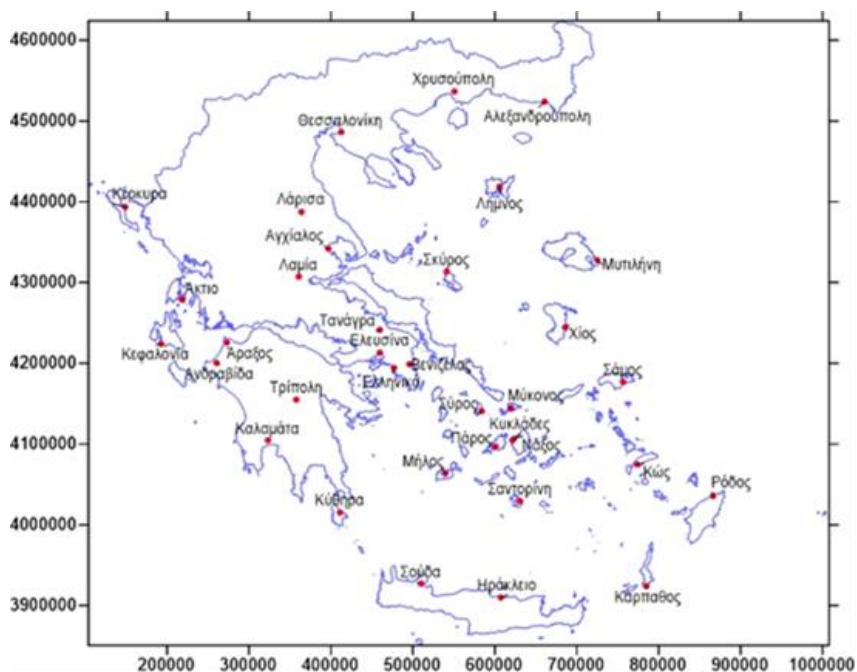 4600000
Χρυσούπολη
4500000
Αλεξανδρούπολη
Θεσσαλονίκη
4400000
Κέρκυρα
Λάρισα
Λήμνος
Αγχίαλος
Σκύρος
Μυτιλήνη
4300000
Λαμία
Άκτιο
Τανάγρα
Χίος
Ελευσίνα
4200000
Κεφαλονία
Άραξος
Βενιζέλος
Ανδραβίδα
Ελληνικό
Σάμος
Τρίπολη
Σύρος
Μύκονος
Κυκλάδες
4100000
Καλαμάτα
Πάρος
Νάξος
Μήλος
Κώς
Ρόδος
Σαντορίνη
4000000
Κύθηρα
Σούδα
Ηράκλειο
3900000
Κάρπαθος
200000 300000 400000 500000 600000 700000 800000 900000 1000000